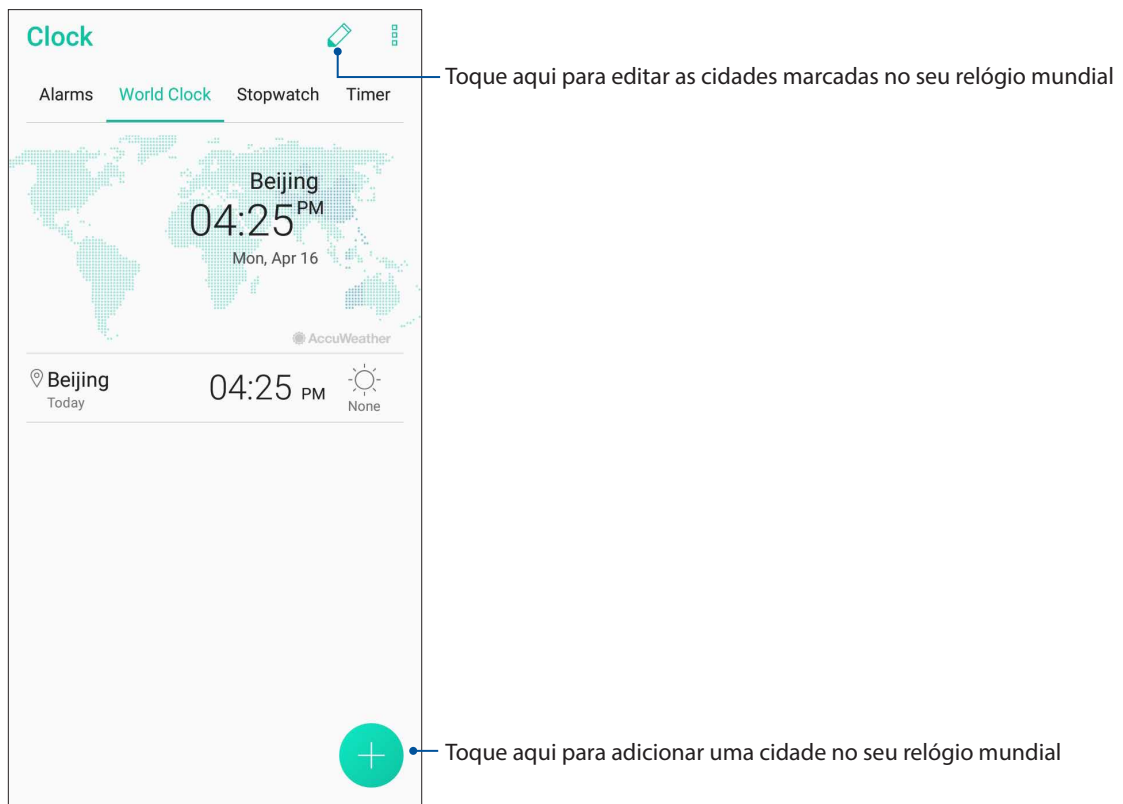 Clock
Toque aqui para editar as cidades marcadas no seu relógio mundial
Alarms World Clock Stopwatch Timer
Beijing
04:25 PM
Mon, Apr 16
AccuWeather
Beijing 04:25 PM
Today None
Toque aqui para adicionar uma cidade no seu relógio mundial